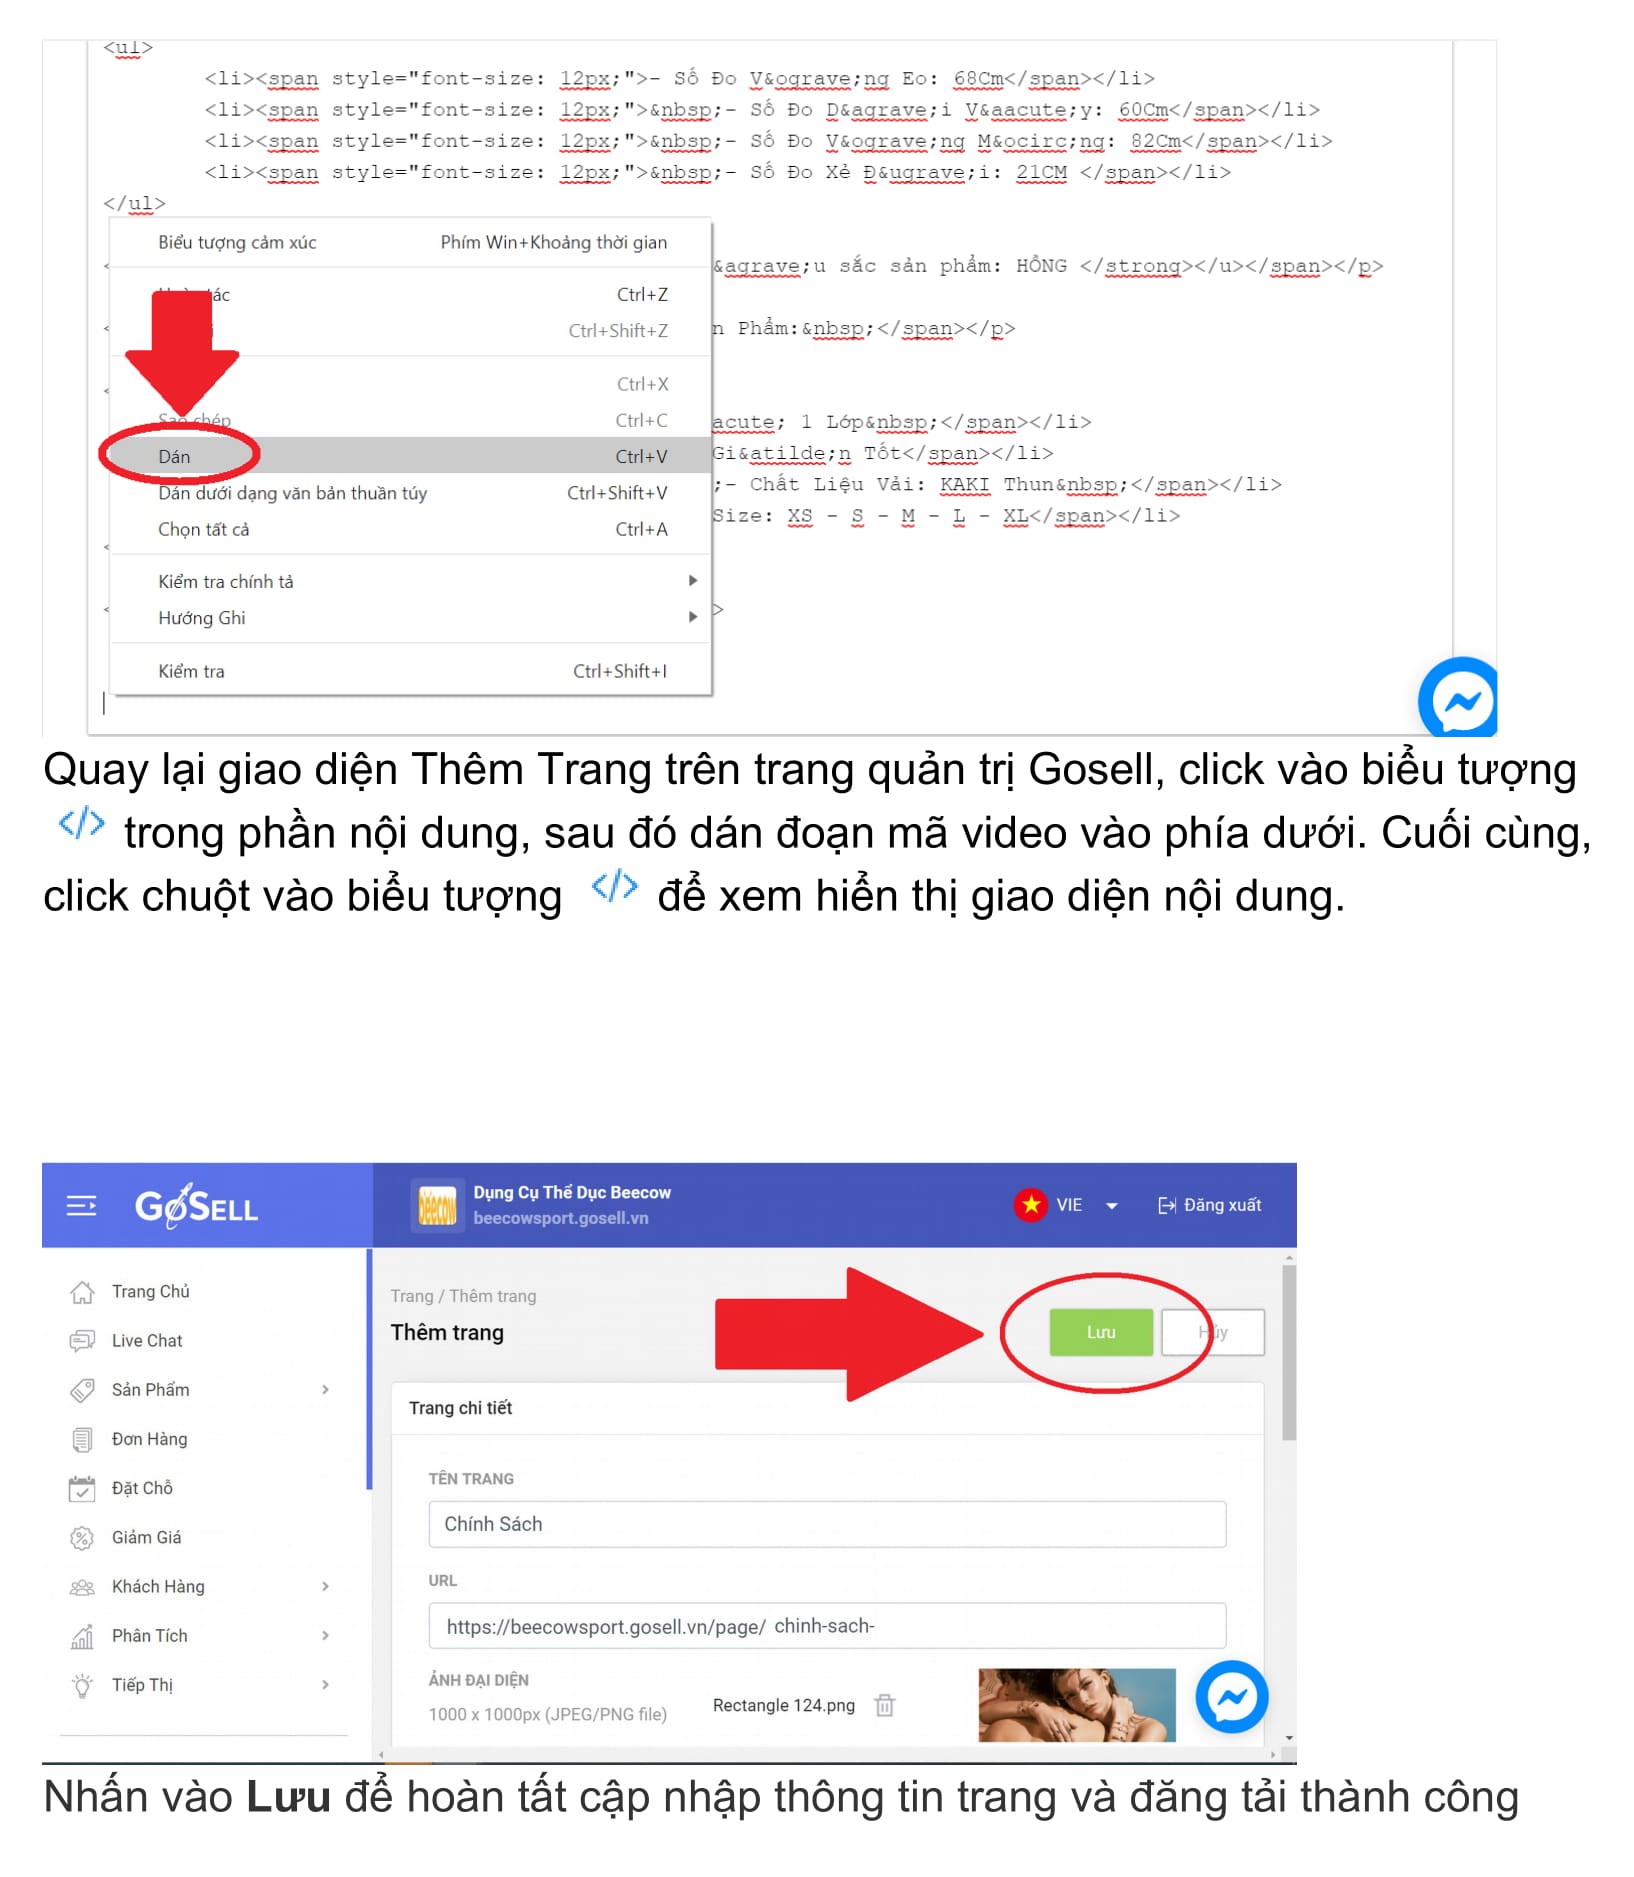 <ul>
<li><span style="font-size: 12px;">- Số Đo V&ograve;ng Eo: 68Cm</span></li>
<li><span style="font-size: 12px;">&nbsp;- Số Đo D&agrave;i V&aacute;y: 60Cm</span></li>
<li><span style="font-size: 12px;">&nbsp;- Số Đo V&ograve;ng M&ocirc;ng: 82Cm</span></li>
<li><span style="font-size: 12px;">&nbsp;- Số Đo Xẻ Đ&ugrave;i: 21CM </span></li>
</ul>
Biểu tượng cảm xúc Phím Win+Khoảng thời gian
< &agrave;u sắc sản phẩm: HỒNG </strong></u></span></p>
ác Ctrl+Z
< n Phẩm:&nbsp;</span></p>
Ctrl+Shift+Z
< Ctrl+X
Sao chép Ctrl+C acute; 1 Lớp&nbsp;</span></li>
Dán Ctrl+V Gi&atilde;n Tốt</span></li>
Dán dưới dạng văn bản thuần túy Ctrl+Shift+V ;- Chất Liệu Vải: KAKI Thun&nbsp;</span></li>
Chọn tất cả Ctrl+A Size: XS - S - M - L - XL</span></li>
<
Kiểm tra chính tả
< Hướng Ghi >
Kiểm tra Ctrl+Shift+I
Quay lại giao diện Thêm Trang trên trang quản trị Gosell, click vào biểu tượng
</> trong phần nội dung, sau đó dán đoạn mã video vào phía dưới. Cuối cùng,
click chuột vào biểu tượng </> để xem hiển thị giao diện nội dung.
GOSELL
Dụng Cụ Thể Dục Beecow
beecow
beecowsport.gosell.vn
VIE
Đăng xuất
Trang Chủ
Live Chat
Sản Phẩm
Đơn Hàng
Đặt Chỗ
Giảm Giá
Khách Hàng
Phân Tích
Tiếp Thị
Trang / Thêm trang
Thêm trang
Lưu
Hủy
Trang chi tiết
TÊN TRANG
Chính Sách
URL
https://beecowsport.gosell.vn/page/ chinh-sach-
ẢNH ĐẠI DIỆN
1000 x 1000px (JPEG/PNG file)
Rectangle 124.png
Nhấn vào Lưu để hoàn tất cập nhập thông tin trang và đăng tải thành công